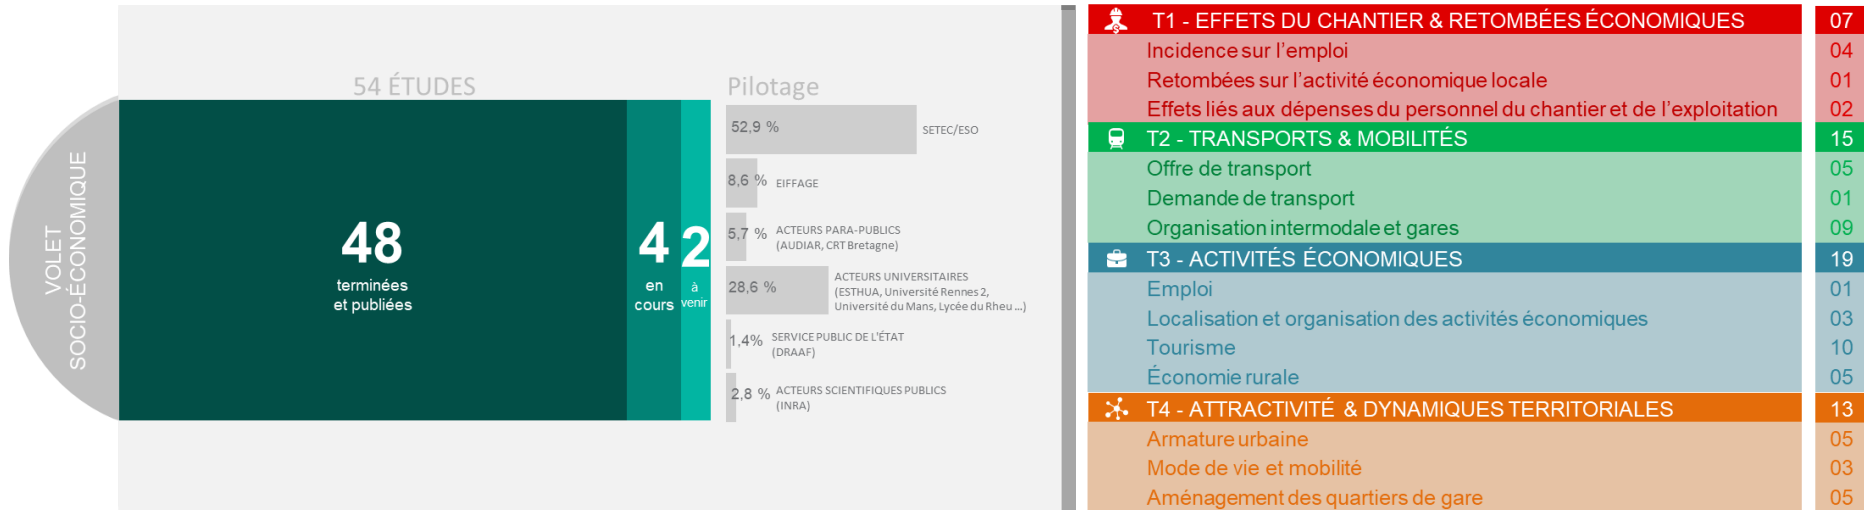 VOLET
SOCIO-ÉCONOMIQUE
54 ÉTUDES
48
terminées
et publiées
4
en
cours
2
à
venir
Pilotage
52,9 %
SETEC/ESO
8,6 %
EIFFAGE
5,7 %
ACTEURS PARA-PUBLICS
(AUDIAR, CRT Bretagne)
28,6 %
ACTEURS UNIVERSITAIRES
(ESTHUA, Université Rennes 2,
Université du Mans, Lycée du Rheu ...)
1,4%
SERVICE PUBLIC DE L'ÉTAT
(DRAAF)
2,8 %
ACTEURS SCIENTIFIQUES PUBLICS
(INRA)
T1 - EFFETS DU CHANTIER & RETOMBÉES ÉCONOMIQUES 07
Incidence sur l'emploi 04
Retombées sur l'activité économique locale 01
Effets liés aux dépenses du personnel du chantier et de l'exploitation 02
T2 - TRANSPORTS & MOBILITÉS 15
Offre de transport 05
Demande de transport 01
Organisation intermodale et gares 09
T3 - ACTIVITÉS ÉCONOMIQUES 19
Emploi 01
Localisation et organisation des activités économiques 03
Tourisme 10
Économie rurale 05
T4 - ATTRACTIVITÉ & DYNAMIQUES TERRITORIALES 13
Armature urbaine 05
Mode de vie et mobilité 03
Aménagement des quartiers de gare 05